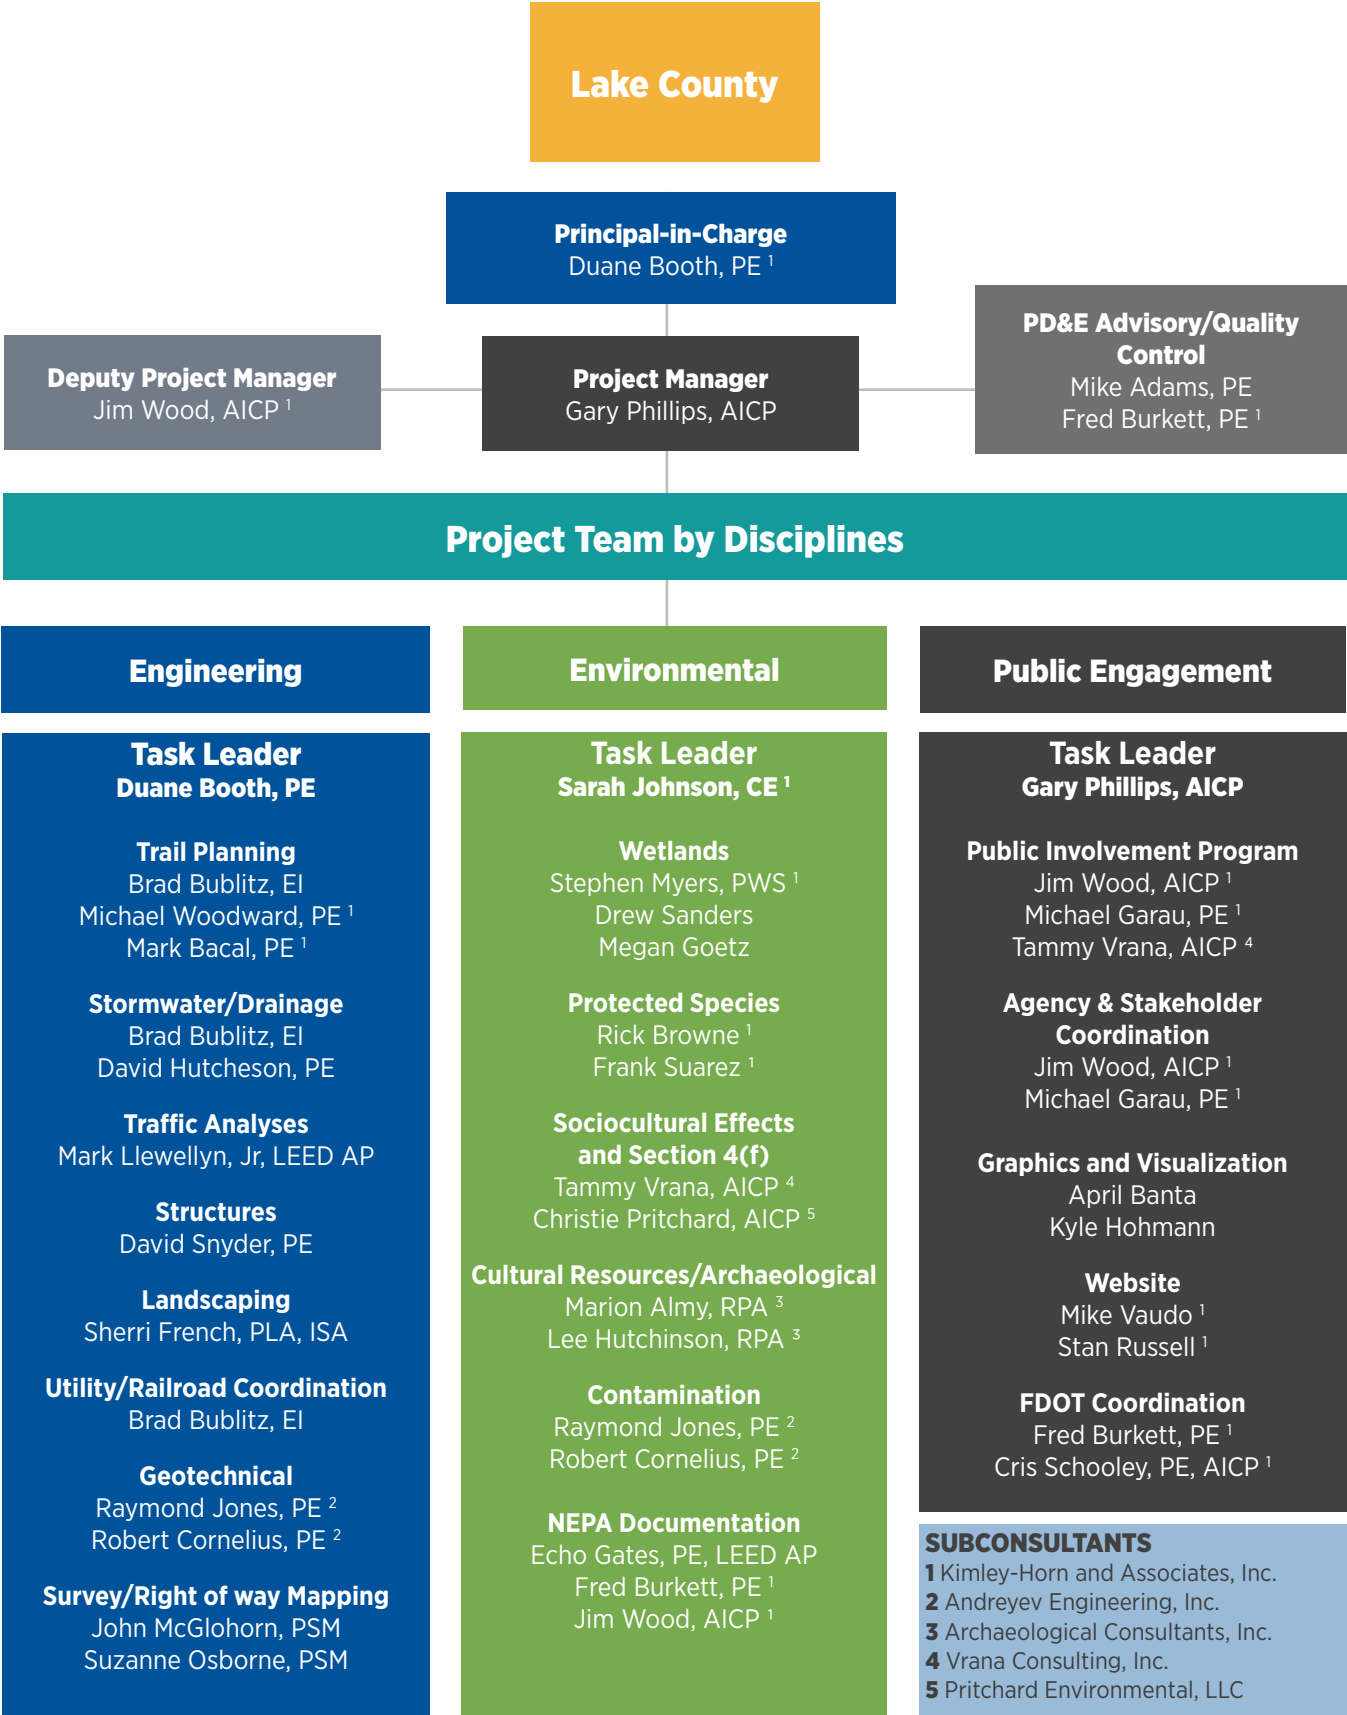 Lake County
Principal-in-Charge
Duane Booth, PE 1
Deputy Project Manager
Jim Wood, AICP 1
Project Manager
Gary Phillips, AICP
PD&E Advisory/Quality
Control
Mike Adams, PE
Fred Burkett, PE 1
Project Team by Disciplines
Engineering
Task Leader
Duane Booth, PE
Trail Planning
Brad Bublitz, EI
Michael Woodward, PE 1
Mark Bacal, PE 1
Stormwater/Drainage
Brad Bublitz, EI
David Hutcheson, PE
Traffic Analyses
Mark Llewellyn, Jr, LEED AP
Structures
David Snyder, PE
Landscaping
Sherri French, PLA, ISA
Utility/Railroad Coordination
Brad Bublitz, EI
Geotechnical
Raymond Jones, PE 2
Robert Cornelius, PE 2
Survey/Right of way Mapping
John McGlohorn, PSM
Suzanne Osborne, PSM
Environmental
Task Leader
Sarah Johnson, CE 1
Wetlands
Stephen Myers, PWS 1
Drew Sanders
Megan Goetz
Protected Species
Rick Browne 1
Frank Suarez 1
Sociocultural Effects
and Section 4(f)
Tammy Vrana, AICP 4
Christie Pritchard, AICP 5
Cultural Resources/Archaeological
Marion Almy, RPA 3
Lee Hutchinson, RPA 3
Contamination
Raymond Jones, PE 2
Robert Cornelius, PE 2
NEPA Documentation
Echo Gates, PE, LEED AP
Fred Burkett, PE 1
Jim Wood, AICP 1
Public Engagement
Task Leader
Gary Phillips, AICP
Public Involvement Program
Jim Wood, AICP 1
Michael Garau, PE 1
Tammy Vrana, AICP 4
Agency & Stakeholder
Coordination
Jim Wood, AICP 1
Michael Garau, PE 1
Graphics and Visualization
April Banta
Kyle Hohmann
Website
Mike Vaudo 1
Stan Russell 1
FDOT Coordination
Fred Burkett, PE 1
Cris Schooley, PE, AICP 1
SUBCONSULTANTS
1 Kimley-Horn and Associates, Inc.
2 Andreyev Engineering, Inc.
3 Archaeological Consultants, Inc.
4 Vrana Consulting, Inc.
5 Pritchard Environmental, LLC